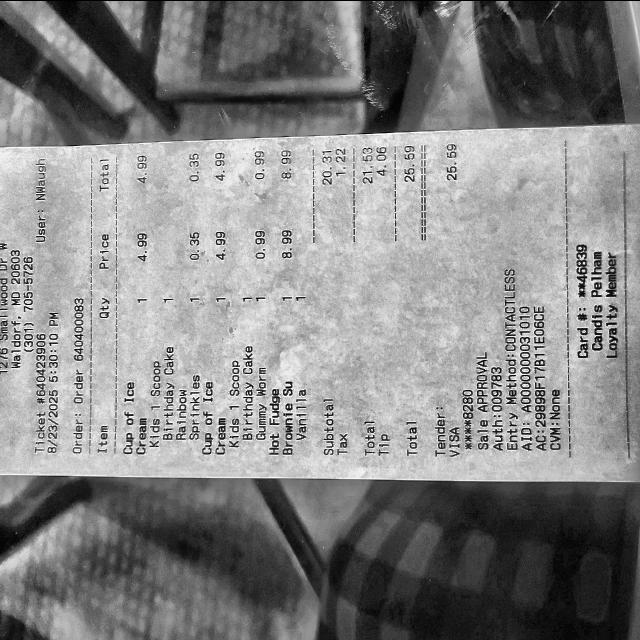 1276 Smallwood Dr W
Waldorf, MD 20603
(301) 705-5726
Ticket #640423906 User: NWaugh
8/23/2025 5:30:10 PM
Order: Order 640400083
Item Qty Price Total
Cup of Ice 1 4.99 4.99
Cream
Kids 1 Scoop
Birthday Cake 1
Rainbow 1 0.35 0.35
Sprinkles
Cup of Ice 1 4.99 4.99
Cream
Kids 1 Scoop
Birthday Cake 1
Gummy Worm 1 0.99 0.99
Hot Fudge 1 8.99 8.99
Brownie Su
Vanilla 1
Subtotal 20.31
Tax 1.22
Total 21.53
Tip 4.06
Total 25.59
Tender:
VISA 25.59
****8280
Sale APPROVAL
Auth:009783
Entry Method:CONTACTLESS
AID: A0000000031010
AC:29898F17B11E06CE
CVM:None
Card #: **46839
Candis Pelham
Loyalty Member